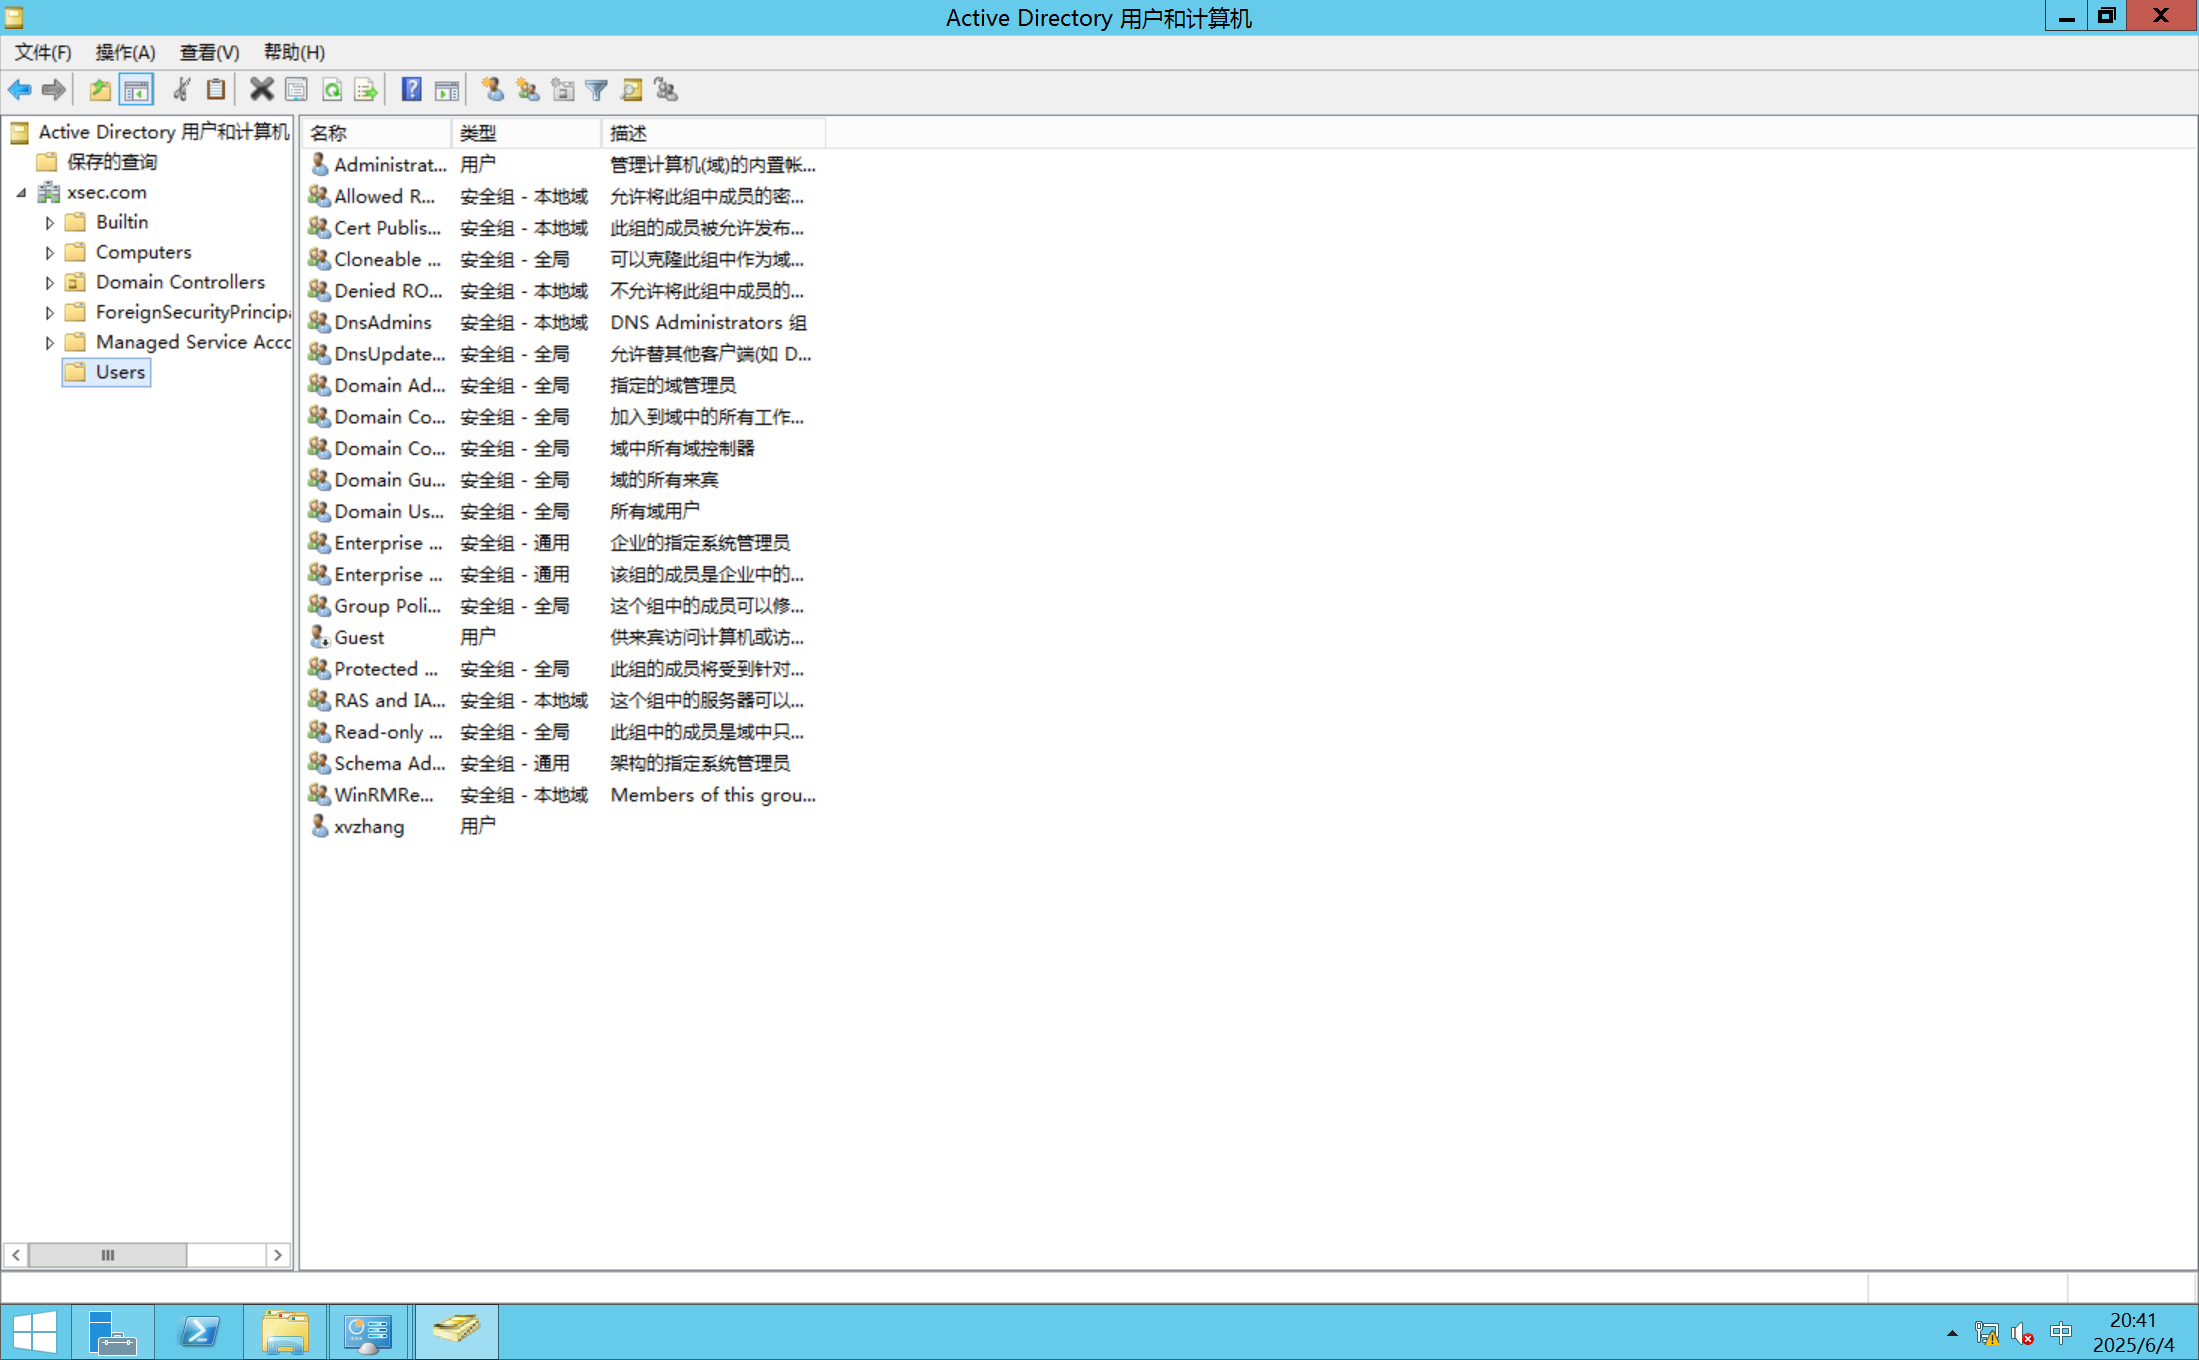 Active Directory 用户和计算机
文件(F) 操作(A) 查看(V) 帮助(H)
Active Directory 用户和计算机
保存的查询
xsec.com
Builtin
Computers
Domain Controllers
ForeignSecurityPrincip
Managed Service Acc
Users
名称 类型 描述
Administrat... 用户 管理计算机(域)的内置帐...
Allowed R... 安全组 - 本地域 允许将此组中成员的密...
Cert Publis... 安全组 - 本地域 此组的成员被允许发布...
Cloneable ... 安全组 - 全局 可以克隆此组中作为域...
Denied RO... 安全组 - 本地域 不允许将此组中成员的...
DnsAdmins 安全组 - 本地域 DNS Administrators 组
DnsUpdate... 安全组 - 全局 允许替其他客户端(如 D...
Domain Ad... 安全组 - 全局 指定的域管理员
Domain Co... 安全组 - 全局 加入到域中的所有工作...
Domain Co... 安全组 - 全局 域中所有域控制器
Domain Gu... 安全组 - 全局 域的所有来宾
Domain Us... 安全组 - 全局 所有域用户
Enterprise ... 安全组 - 通用 企业的指定系统管理员
Enterprise ... 安全组 - 通用 该组的成员是企业中的...
Group Poli... 安全组 - 全局 这个组中的成员可以修...
Guest 用户 供来宾访问计算机或访...
Protected ... 安全组 - 全局 此组的成员将受到针对...
RAS and IA... 安全组 - 本地域 这个组中的服务器可以...
Read-only ... 安全组 - 全局 此组中的成员是域中只...
Schema Ad... 安全组 - 通用 架构的指定系统管理员
WinRMRe... 安全组 - 本地域 Members of this grou...
xvzhang 用户
中
20:41
2025/6/4